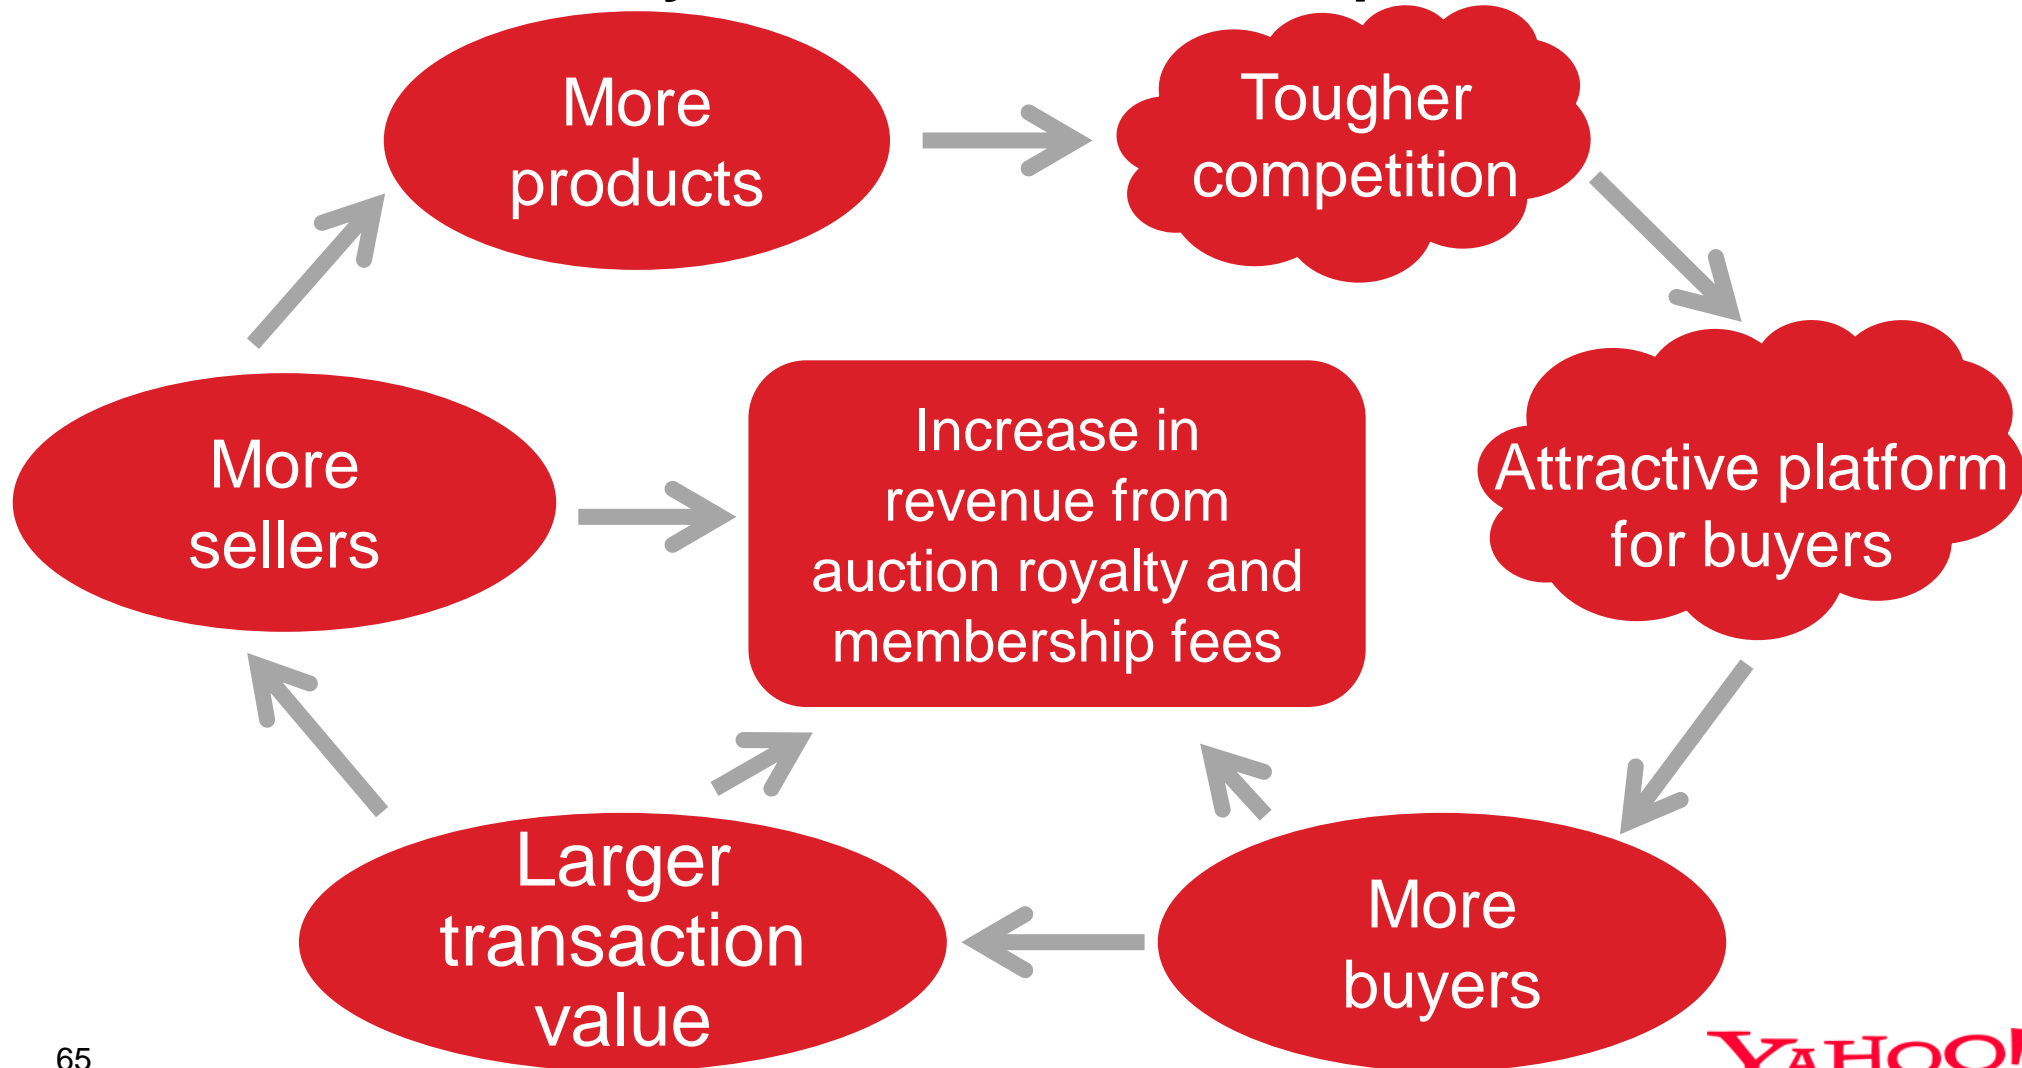 More
products
Tougher
competition
More
sellers
Increase in
revenue from
auction royalty and
membership fees
Attractive platform
for buyers
Larger
transaction
value
More
buyers
65
YAHOO!